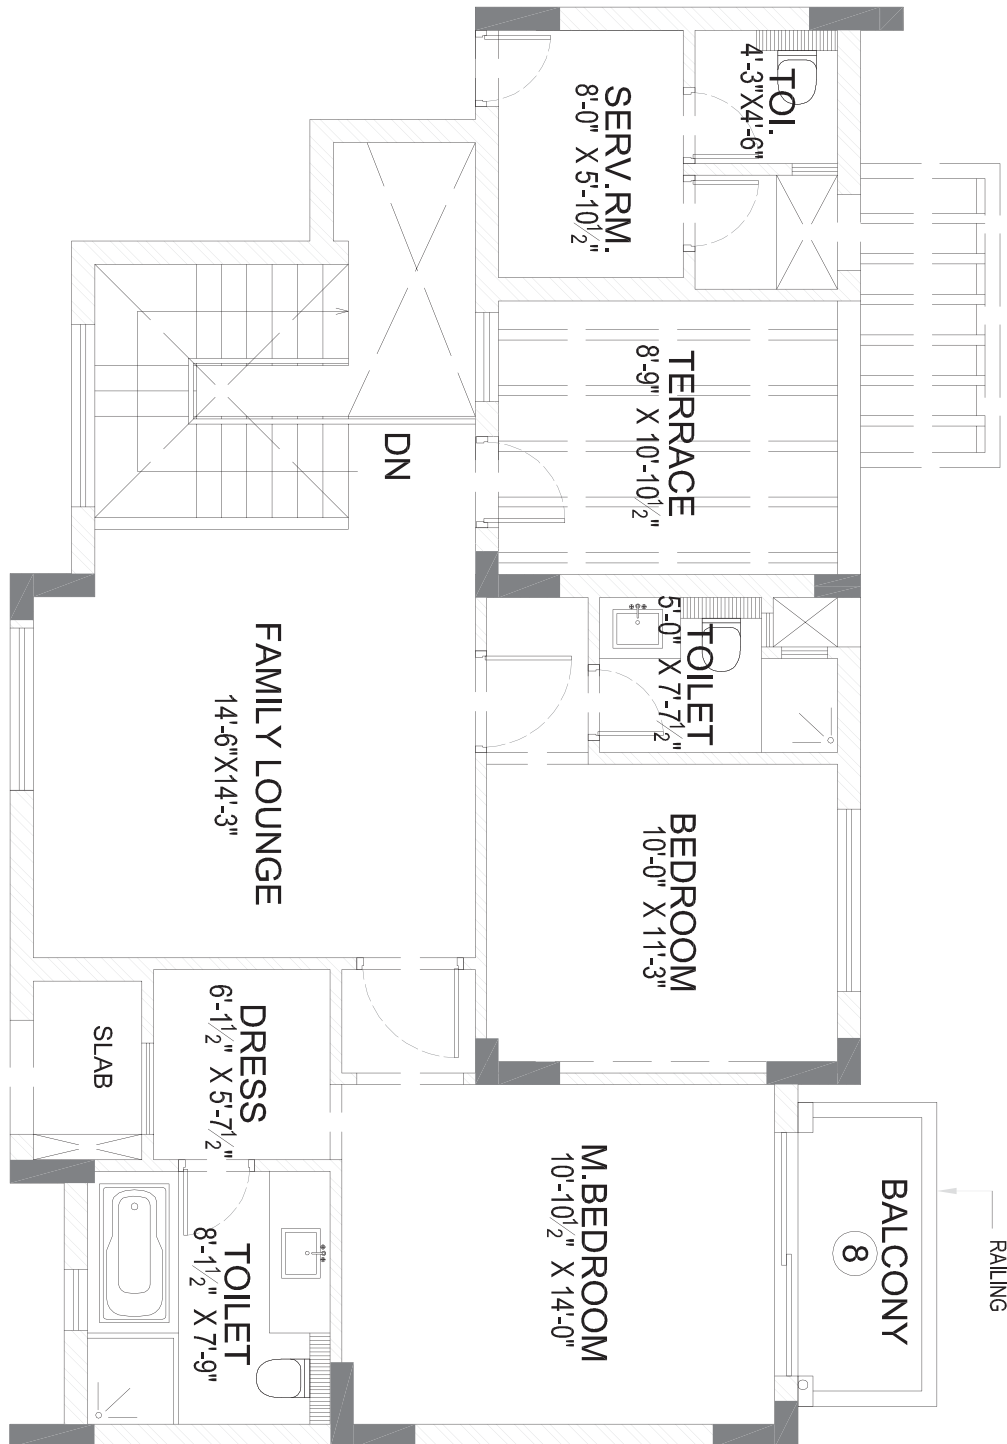 TOI.
4'-3"X4'-6"
SERV.RM.
8'-0" X 5'-10½"
TERRACE
8'-9" X 10'-10½"
DN
TOILET
5'-0" X 7'-7½"
FAMILY LOUNGE
14'-6"X14'-3"
BEDROOM
10'-0" X 11'-3"
DRESS
6'-1½" X 5'-7½"
SLAB
M.BEDROOM
10'-10½" X 14'-0"
BALCONY
8
RAILING
TOILET
8'-1½" X 7'-9"